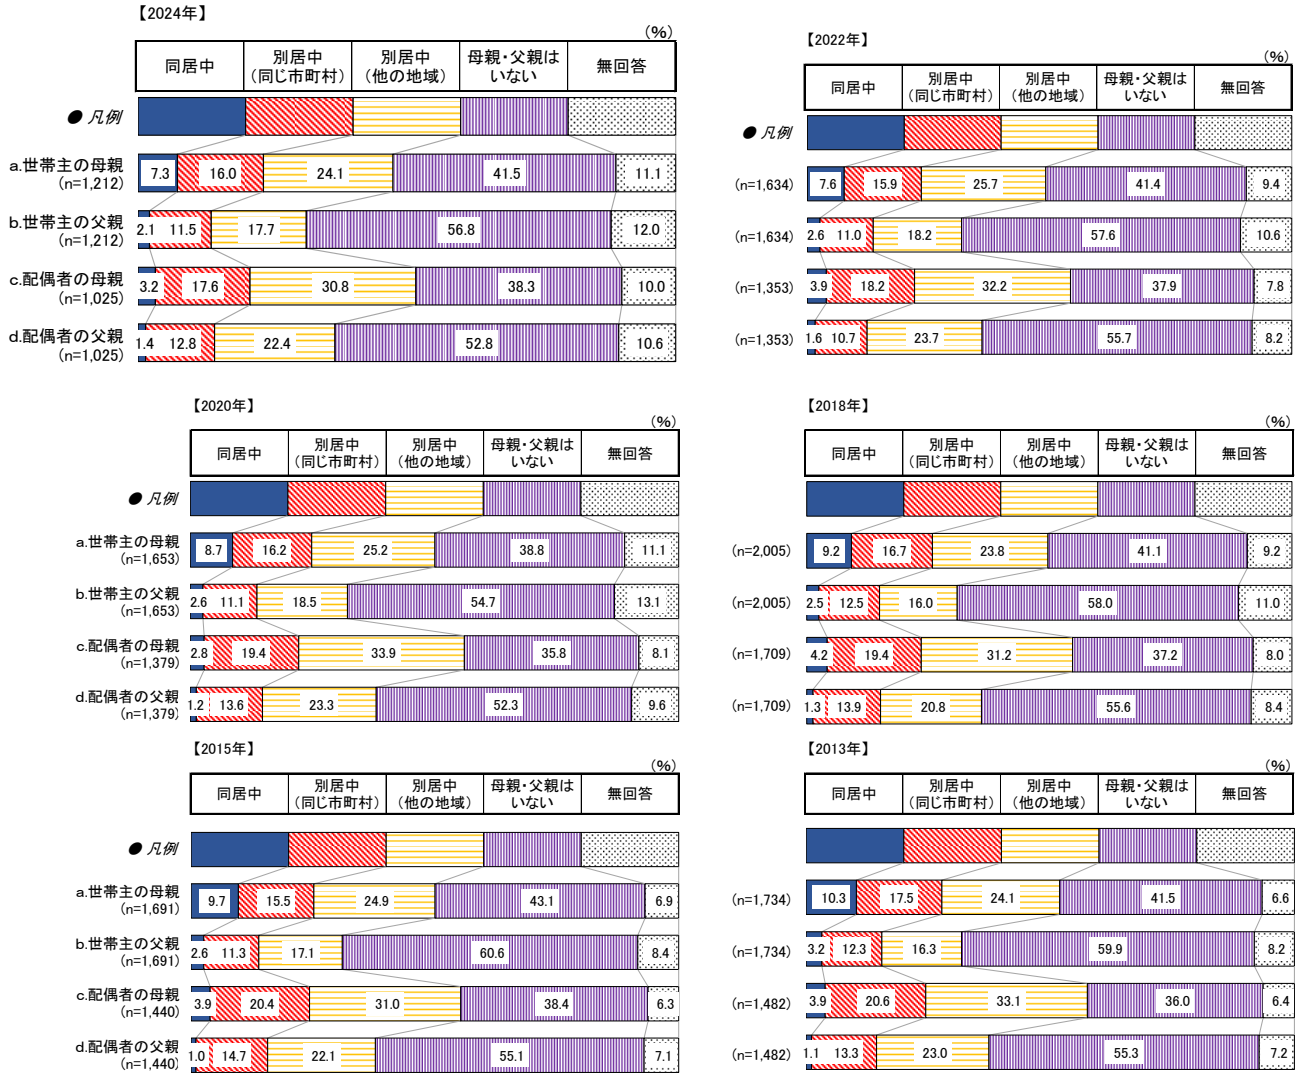 【2024年】
(%)
同居中
別居中
(同じ市町村)
別居中
(他の地域)
母親・父親は
いない
無回答
● 凡例
a.世帯主の母親
(n=1,212)
7.3 16.0 24.1 41.5 11.1
b.世帯主の父親
(n=1,212)
2.1 11.5 17.7 56.8 12.0
c.配偶者の母親
(n=1,025)
3.2 17.6 30.8 38.3 10.0
d.配偶者の父親
(n=1,025)
1.4 12.8 22.4 52.8 10.6
【2022年】
(%)
同居中
別居中
(同じ市町村)
別居中
(他の地域)
母親・父親は
いない
無回答
● 凡例
(n=1,634)
7.6 15.9 25.7 41.4 9.4
(n=1,634)
2.6 11.0 18.2 57.6 10.6
(n=1,353)
3.9 18.2 32.2 37.9 7.8
(n=1,353)
1.6 10.7 23.7 55.7 8.2
【2020年】
(%)
同居中
別居中
(同じ市町村)
別居中
(他の地域)
母親・父親は
いない
無回答
● 凡例
a.世帯主の母親
(n=1,653)
8.7 16.2 25.2 38.8 11.1
b.世帯主の父親
(n=1,653)
2.6 11.1 18.5 54.7 13.1
c.配偶者の母親
(n=1,379)
2.8 19.4 33.9 35.8 8.1
d.配偶者の父親
(n=1,379)
1.2 13.6 23.3 52.3 9.6
【2018年】
(%)
同居中
別居中
(同じ市町村)
別居中
(他の地域)
母親・父親は
いない
無回答
(n=2,005)
9.2 16.7 23.8 41.1 9.2
(n=2,005)
2.5 12.5 16.0 58.0 11.0
(n=1,709)
4.2 19.4 31.2 37.2 8.0
(n=1,709)
1.3 13.9 20.8 55.6 8.4
【2015年】
(%)
同居中
別居中
(同じ市町村)
別居中
(他の地域)
母親・父親は
いない
無回答
● 凡例
a.世帯主の母親
(n=1,691)
9.7 15.5 24.9 43.1 6.9
b.世帯主の父親
(n=1,691)
2.6 11.3 17.1 60.6 8.4
c.配偶者の母親
(n=1,440)
3.9 20.4 31.0 38.4 6.3
d.配偶者の父親
(n=1,440)
1.0 14.7 22.1 55.1 7.1
【2013年】
(%)
同居中
別居中
(同じ市町村)
別居中
(他の地域)
母親・父親は
いない
無回答
(n=1,734)
10.3 17.5 24.1 41.5 6.6
(n=1,734)
3.2 12.3 16.3 59.9 8.2
(n=1,482)
3.9 20.6 33.1 36.0 6.4
(n=1,482)
1.1 13.3 23.0 55.3 7.2